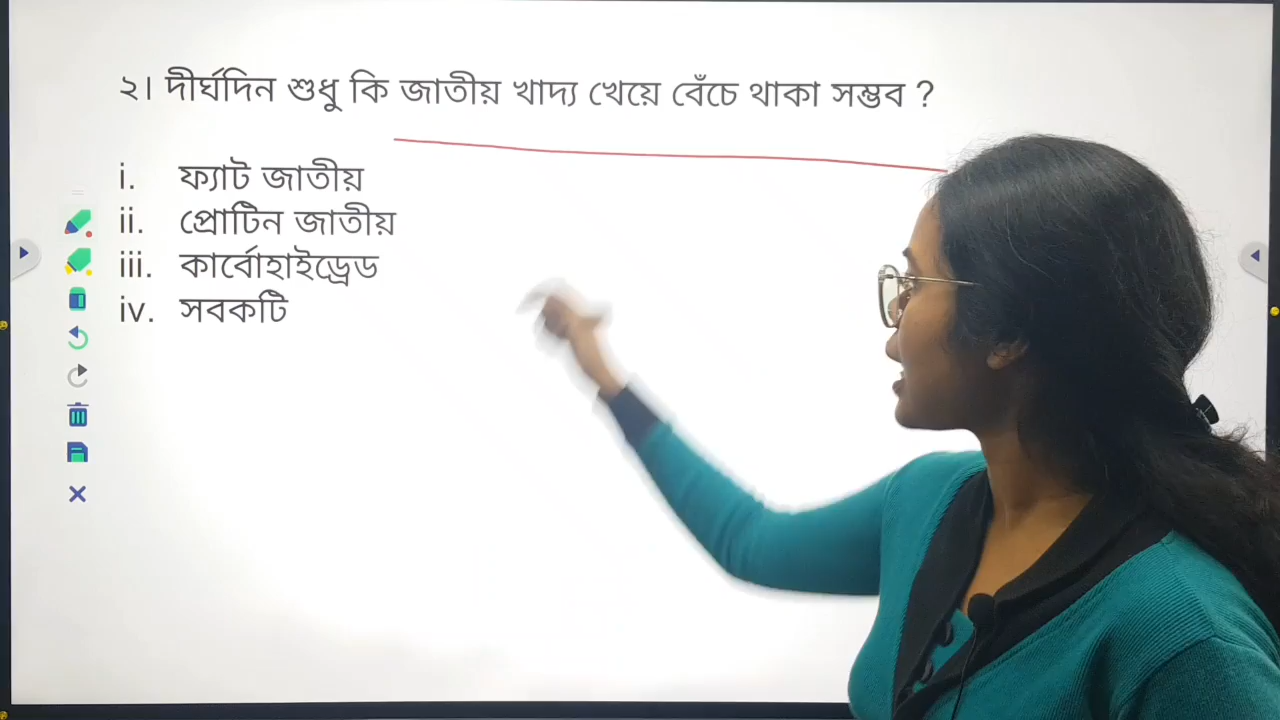 ২। দীর্ঘদিন শুধু কি জাতীয় খাদ্য খেয়ে বেঁচে থাকা সম্ভব ?
i. ফ্যাট জাতীয়
ii. প্রোটিন জাতীয়
iii. কার্বোহাইড্রেড
iv. সবকটি